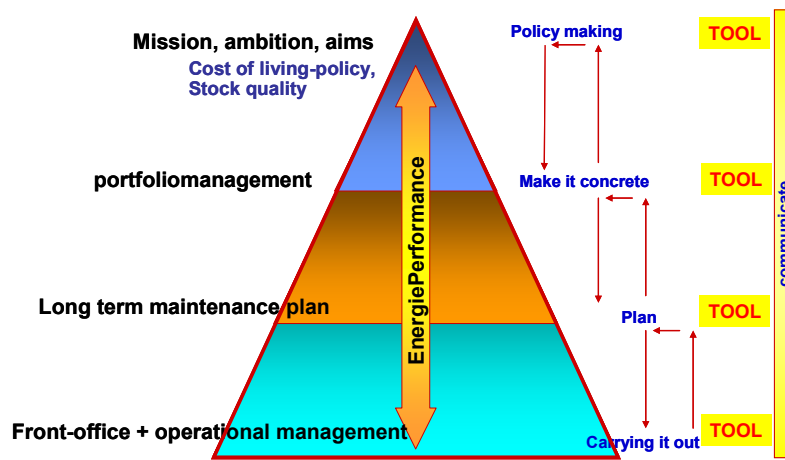 Mission, ambition, aims
Cost of living-policy,
Stock quality
Policy making
TOOL
portfoliomanagement
Make it concrete
TOOL
EnergiePerformance
communicate
Long term maintenance plan
Plan
TOOL
Front-office + operational management
Carrying it out
TOOL